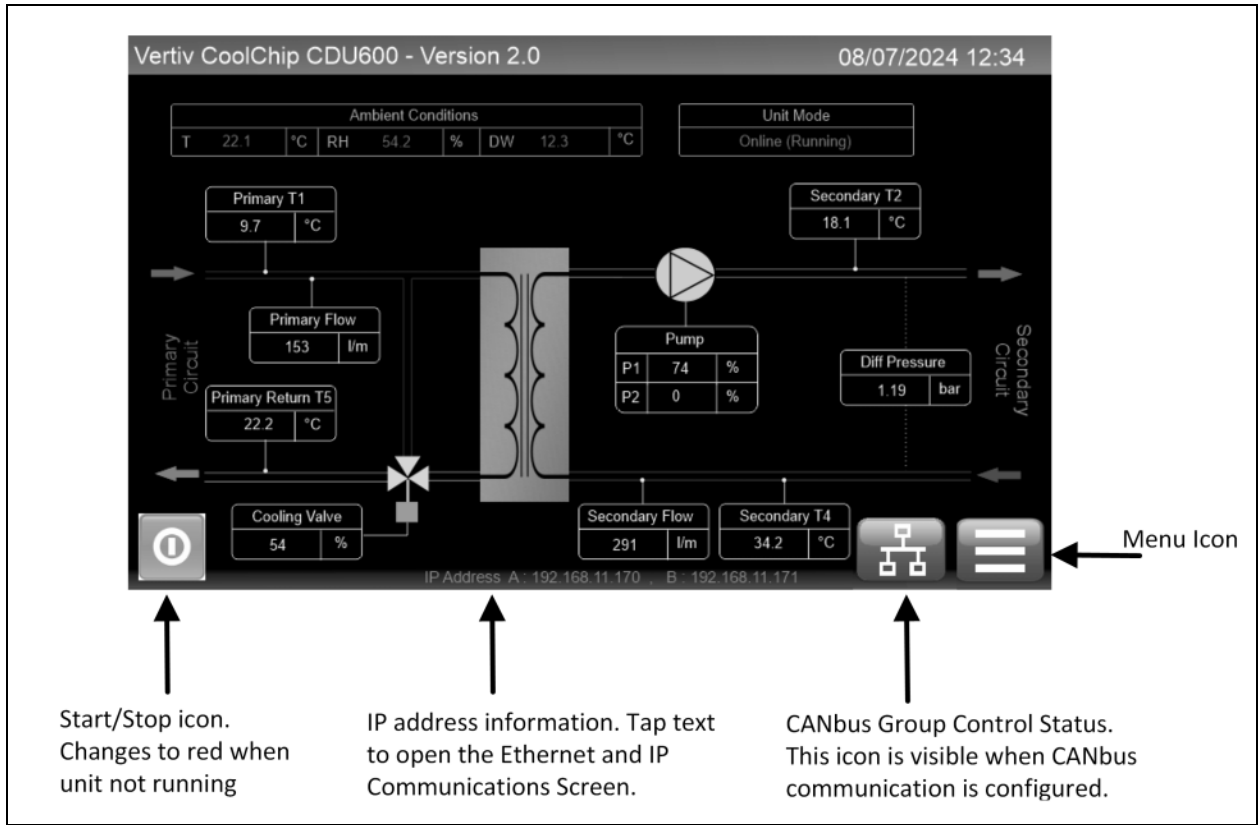 Vertiv CoolChip CDU600 - Version 2.0 08/07/2024 12:34
Ambient Conditions
T 22.1 °C RH 54.2 % DW 12.3 °C
Unit Mode
Online (Running)
Primary T1
9.7 °C
Secondary T2
18.1 °C
Primary Flow
153 l/m
Primary
Circuit
Pump
P1 74 %
P2 0 %
Diff Pressure
1.19 bar
Secondary
Circuit
Primary Return T5
22.2 °C
Cooling Valve
54 %
Secondary Flow
291 l/m
Secondary T4
34.2 °C
IP Address A : 192.168.11.170 , B : 192.168.11.171
Menu Icon
Start/Stop icon.
Changes to red when
unit not running
IP address information. Tap text
to open the Ethernet and IP
Communications Screen.
CANbus Group Control Status.
This icon is visible when CANbus
communication is configured.